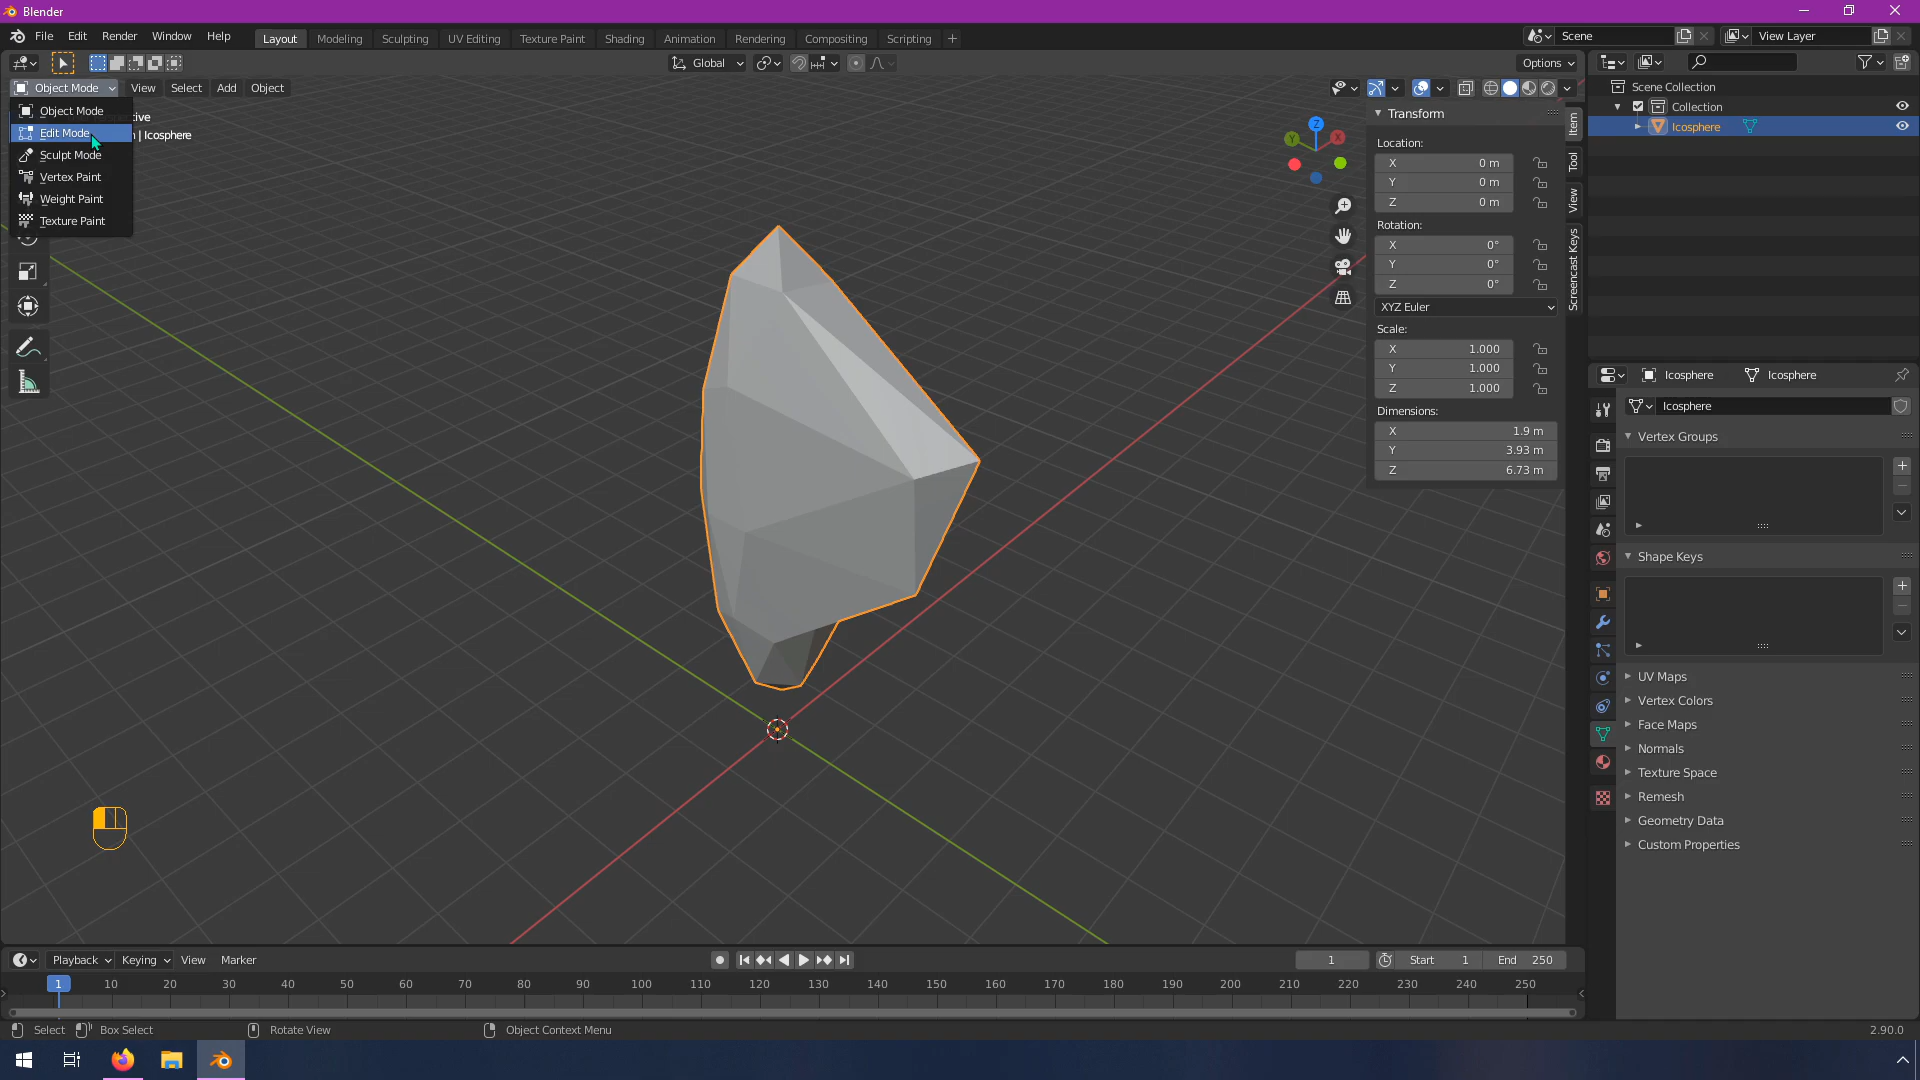 Blender
File Edit Render Window Help
Layout Modeling Sculpting UV Editing Texture Paint Shading Animation Rendering Compositing Scripting +
Scene
View Layer
Global
Options
Object Mode View Select Add Object
Object Mode
Edit Mode
Sculpt Mode
Vertex Paint
Weight Paint
Texture Paint
ctive
| Icosphere
Z
X
Y
Transform
Location:
X 0 m
Y 0 m
Z 0 m
Rotation:
X 0°
Y 0°
Z 0°
XYZ Euler
Scale:
X 1.000
Y 1.000
Z 1.000
Dimensions:
X 1.9 m
Y 3.93 m
Z 6.73 m
Item
Tool
View
Screencast Keys
Scene Collection
Collection
Icosphere
Icosphere Icosphere
Icosphere
Vertex Groups
Shape Keys
UV Maps
Vertex Colors
Face Maps
Normals
Texture Space
Remesh
Geometry Data
Custom Properties
Playback Keying View Marker
1 Start 1 End 250
1 10 20 30 40 50 60 70 80 90 100 110 120 130 140 150 160 170 180 190 200 210 220 230 240 250
Select Box Select Rotate View Object Context Menu
2.90.0